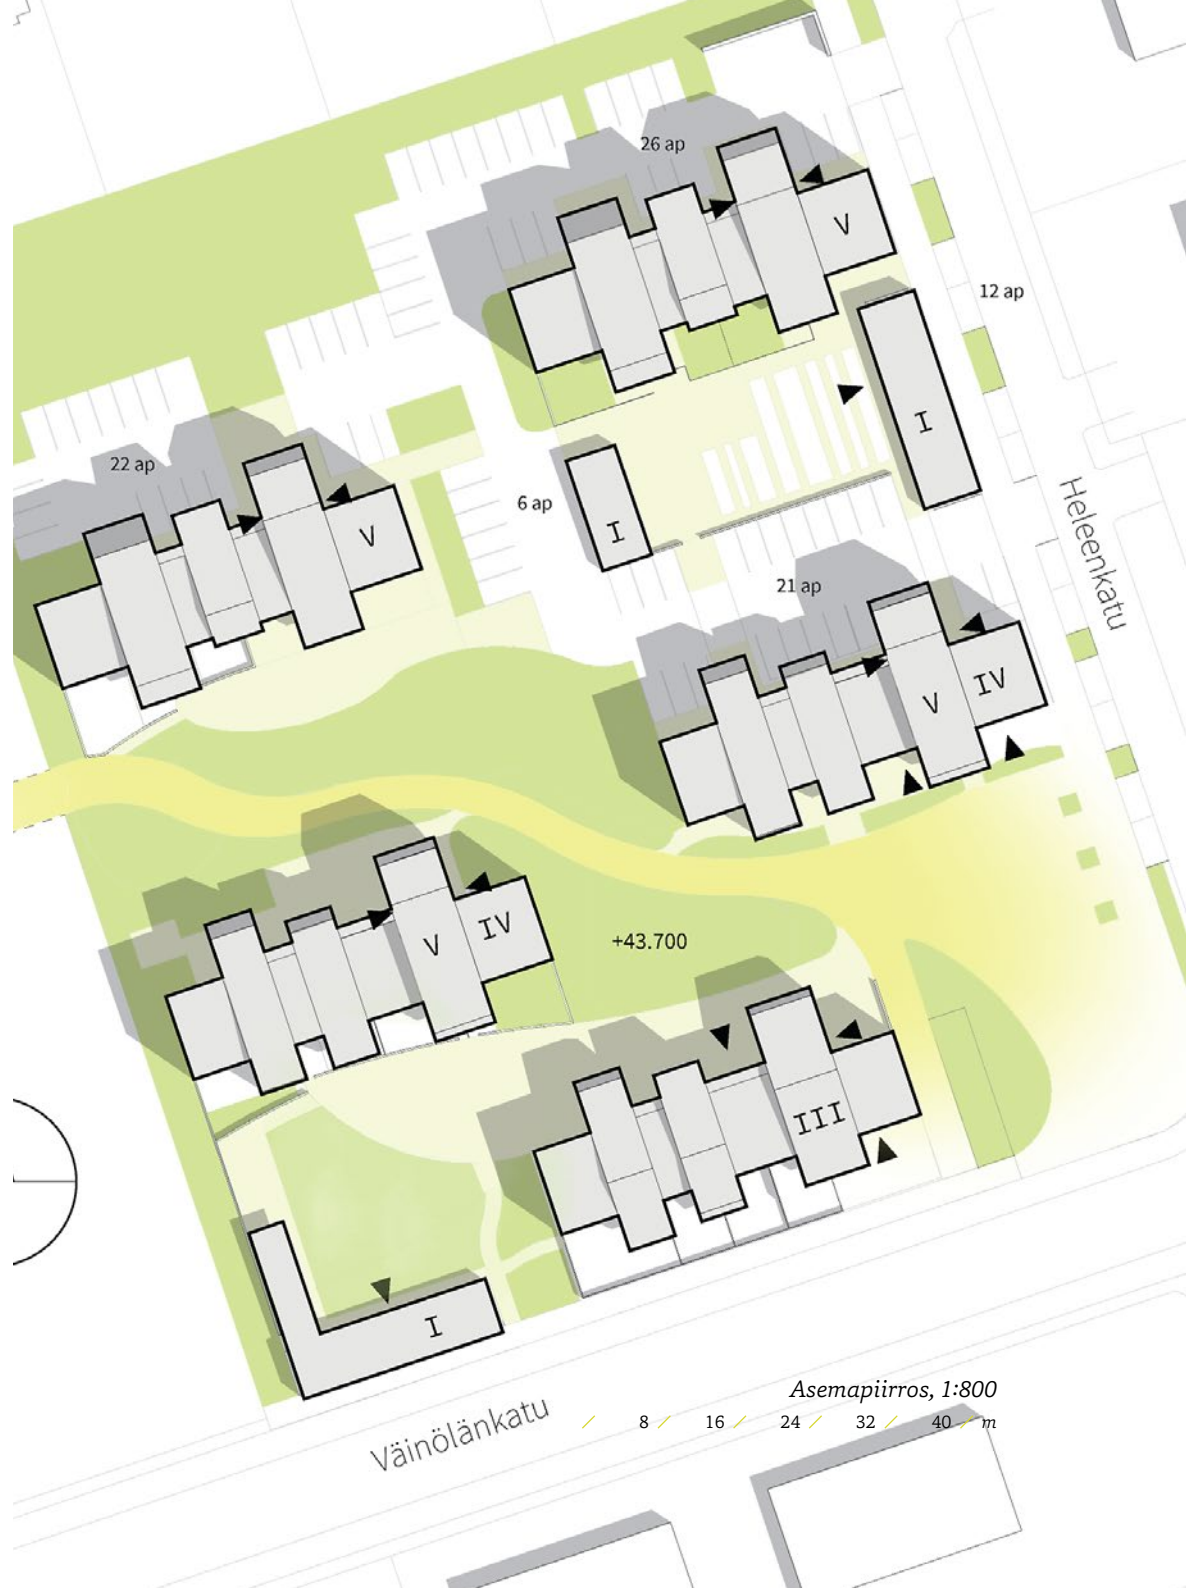 26 ap
V
12 ap
I
22 ap
V
6 ap
I
Heleenkatu
21 ap
V
IV
V
IV
+43.700
III
I
Asemapiirros, 1:800
8 16 24 32 40 m
Väinölänkatu